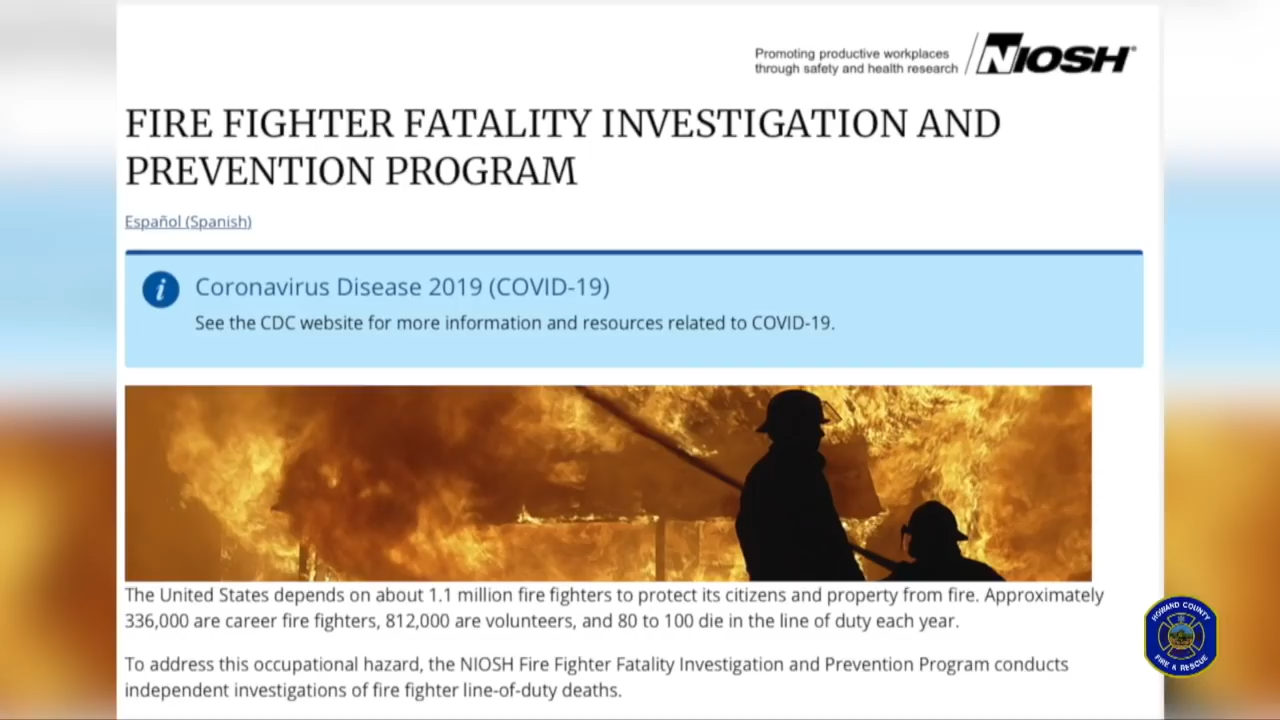 Promoting productive workplaces
through safety and health research
NIOSH®
FIRE FIGHTER FATALITY INVESTIGATION AND
PREVENTION PROGRAM
Español (Spanish)
i
Coronavirus Disease 2019 (COVID-19)
See the CDC website for more information and resources related to COVID-19.
The United States depends on about 1.1 million fire fighters to protect its citizens and property from fire. Approximately
336,000 are career fire fighters, 812,000 are volunteers, and 80 to 100 die in the line of duty each year.
To address this occupational hazard, the NIOSH Fire Fighter Fatality Investigation and Prevention Program conducts
independent investigations of fire fighter line-of-duty deaths.
HOWARD COUNTY
FIRE & RESCUE